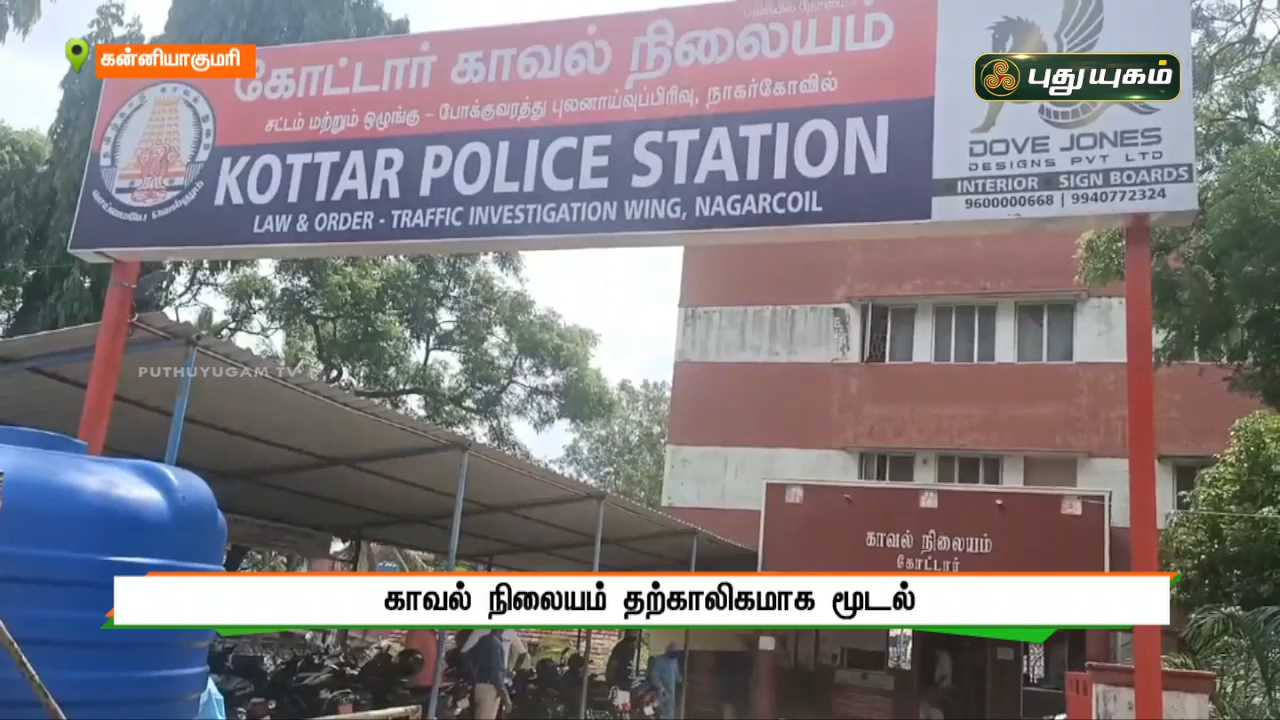 கன்னியாகுமரி
புதுயுகம்
கோட்டார் காவல் நிலையம்
சட்டம் மற்றும் ஒழுங்கு - போக்குவரத்து புலனாய்வுப்பிரிவு, நாகர்கோவில்
KOTTAR POLICE STATION
LAW & ORDER - TRAFFIC INVESTIGATION WING, NAGARCOIL
DOVE JONES
DESIGNS PVT LTD
INTERIOR SIGN BOARDS
9600000668 | 9940772324
PUTHUYUGAM TV
காவல் நிலையம்
கோட்டார்
காவல் நிலையம் தற்காலிகமாக மூடல்